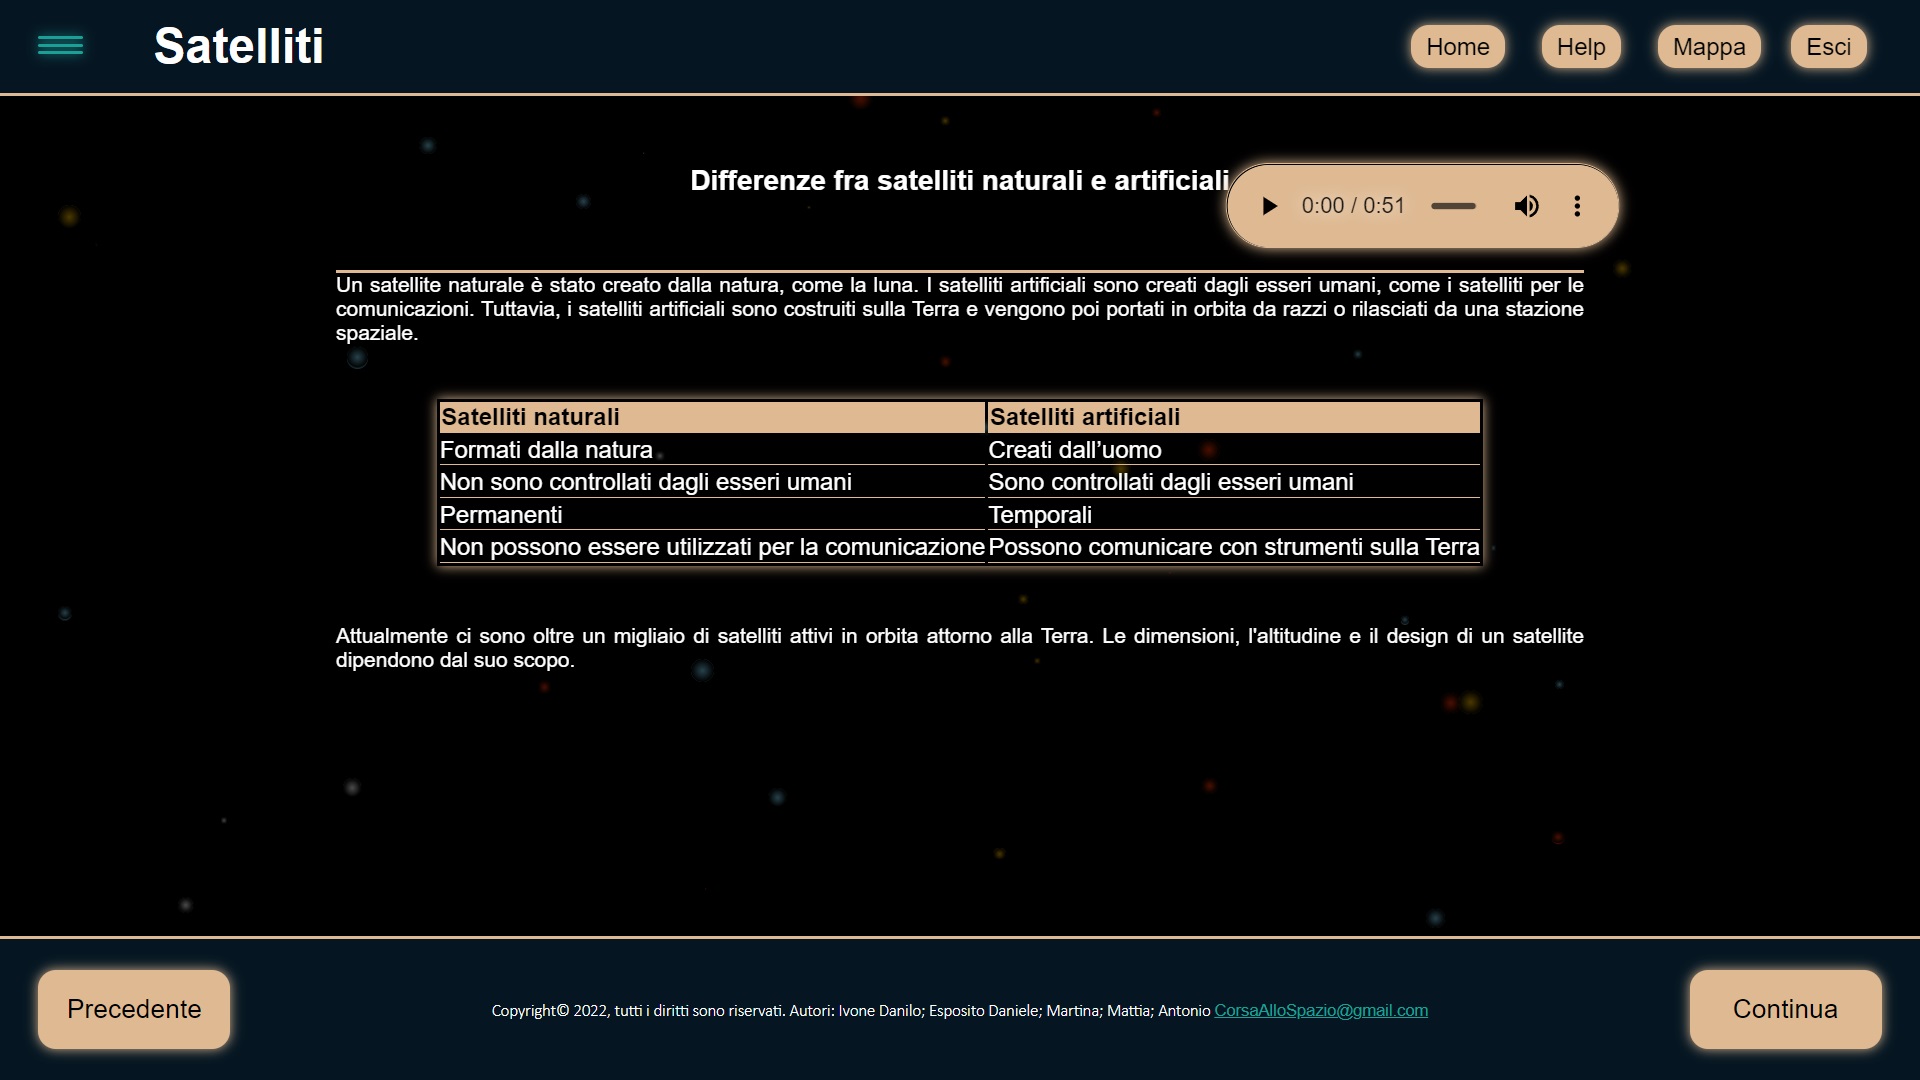 Satelliti
Home
Help
Mappa
Esci
Differenze fra satelliti naturali e artificiali
0:00 / 0:51
Un satellite naturale è stato creato dalla natura, come la luna. I satelliti artificiali sono creati dagli esseri umani, come i satelliti per le
comunicazioni. Tuttavia, i satelliti artificiali sono costruiti sulla Terra e vengono poi portati in orbita da razzi o rilasciati da una stazione
spaziale.
Satelliti naturali
Satelliti artificiali
Formati dalla natura
Creati dall’uomo
Non sono controllati dagli esseri umani
Sono controllati dagli esseri umani
Permanenti
Temporali
Non possono essere utilizzati per la comunicazione
Possono comunicare con strumenti sulla Terra
Attualmente ci sono oltre un migliaio di satelliti attivi in orbita attorno alla Terra. Le dimensioni, l'altitudine e il design di un satellite
dipendono dal suo scopo.
Precedente
Copyright© 2022, tutti i diritti sono riservati. Autori: Ivone Danilo; Esposito Daniele; Martina; Mattia; Antonio CorsaAlloSpazio@gmail.com
Continua